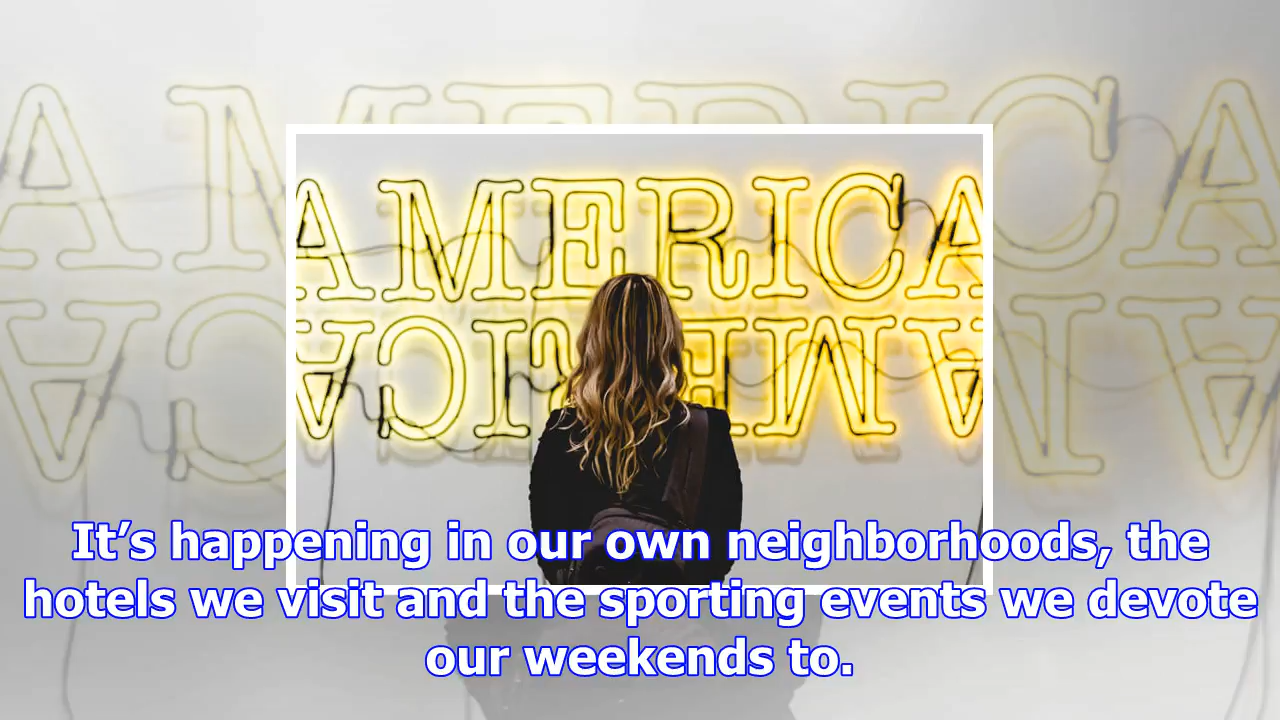 AMERICA
AMERICA
It’s happening in our own neighborhoods, the
hotels we visit and the sporting events we devote
our weekends to.